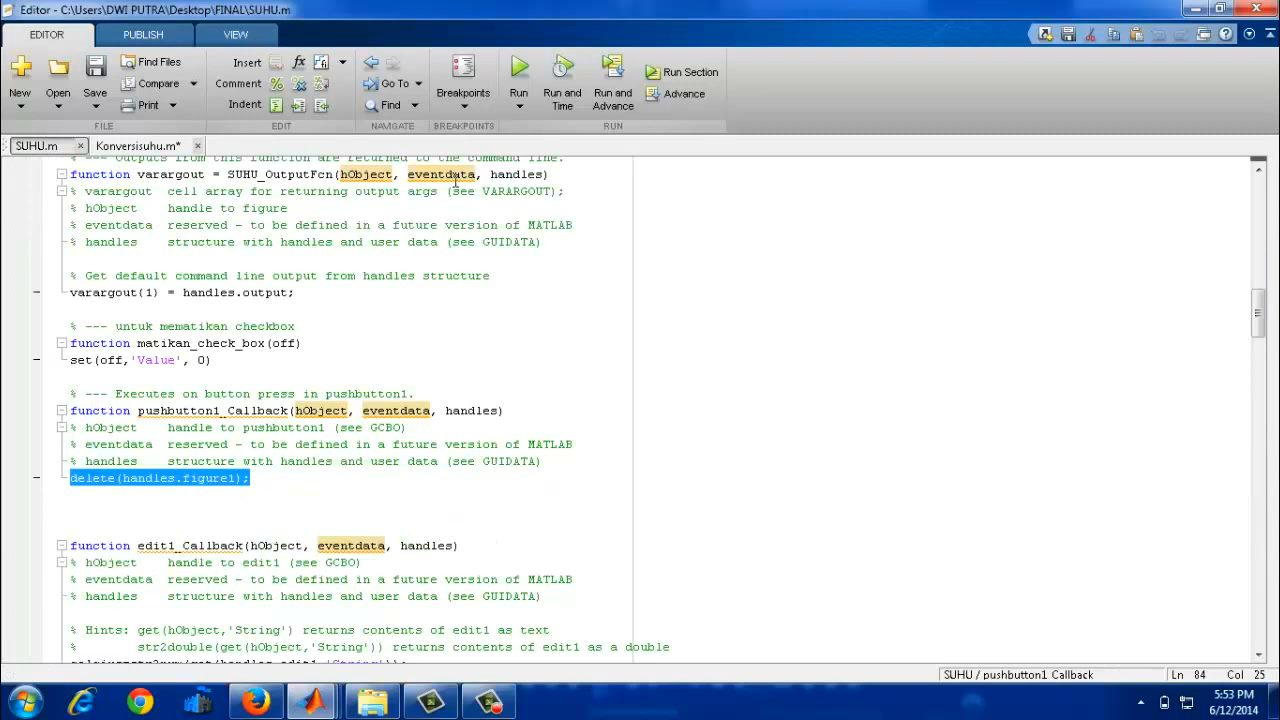 Editor - C:\Users\DWI PUTRA\Desktop\FINAL\SUHU.m
EDITOR PUBLISH VIEW
New
Open
Save
Find Files
Compare
Print
Insert
Comment
Indent
Go To
Find
Breakpoints
Run
Run and Time
Run and Advance
Run Section
Advance
FILE EDIT NAVIGATE BREAKPOINTS RUN
SUHU.m × Konversisuhu.m* ×
% --- Outputs from this function are returned to the command line.
function varargout = SUHU_OutputFcn(hObject, eventdata, handles)
% varargout cell array for returning output args (see VARARGOUT);
% hObject handle to figure
% eventdata reserved - to be defined in a future version of MATLAB
% handles structure with handles and user data (see GUIDATA)
% Get default command line output from handles structure
varargout(1) = handles.output;
% --- untuk mematikan checkbox
function matikan_check_box(off)
set(off,'Value', 0)
% --- Executes on button press in pushbutton1.
function pushbutton1_Callback(hObject, eventdata, handles)
% hObject handle to pushbutton1 (see GCBO)
% eventdata reserved - to be defined in a future version of MATLAB
% handles structure with handles and user data (see GUIDATA)
delete(handles.figure1);
function edit1_Callback(hObject, eventdata, handles)
% hObject handle to edit1 (see GCBO)
% eventdata reserved - to be defined in a future version of MATLAB
% handles structure with handles and user data (see GUIDATA)
% Hints: get(hObject,'String') returns contents of edit1 as text
% str2double(get(hObject,'String')) returns contents of edit1 as a double
SUHU / pushbutton1 Callback Ln 84 Col 25
5:53 PM
6/12/2014